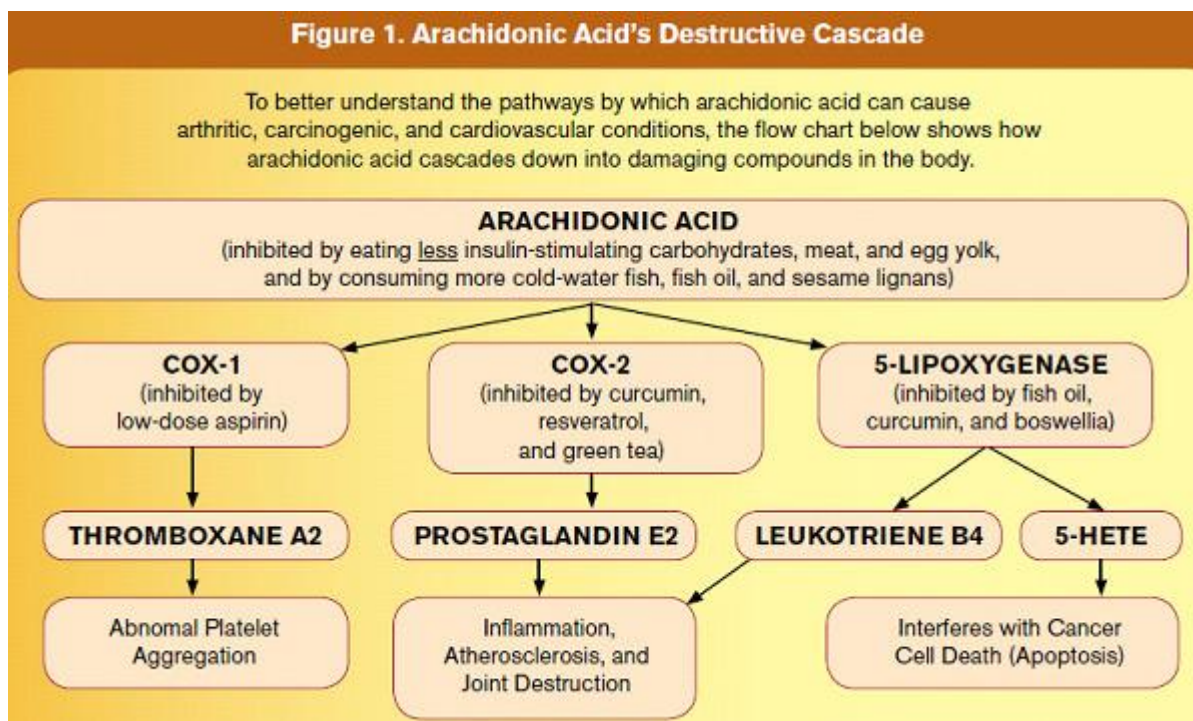 Figure 1. Arachidonic Acid's Destructive Cascade
To better understand the pathways by which arachidonic acid can cause
arthritic, carcinogenic, and cardiovascular conditions, the flow chart below shows how
arachidonic acid cascades down into damaging compounds in the body.
ARACHIDONIC ACID
(inhibited by eating less insulin-stimulating carbohydrates, meat, and egg yolk,
and by consuming more cold-water fish, fish oil, and sesame lignans)
COX-1
(inhibited by
low-dose aspirin)
COX-2
(inhibited by curcumin,
resveratrol,
and green tea)
5-LIPOXYGENASE
(inhibited by fish oil,
curcumin, and boswellia)
THROMBOXANE A2
PROSTAGLANDIN E2
LEUKOTRIENE B4
5-HETE
Abnomal Platelet
Aggregation
Inflammation,
Atherosclerosis, and
Joint Destruction
Interferes with Cancer
Cell Death (Apoptosis)